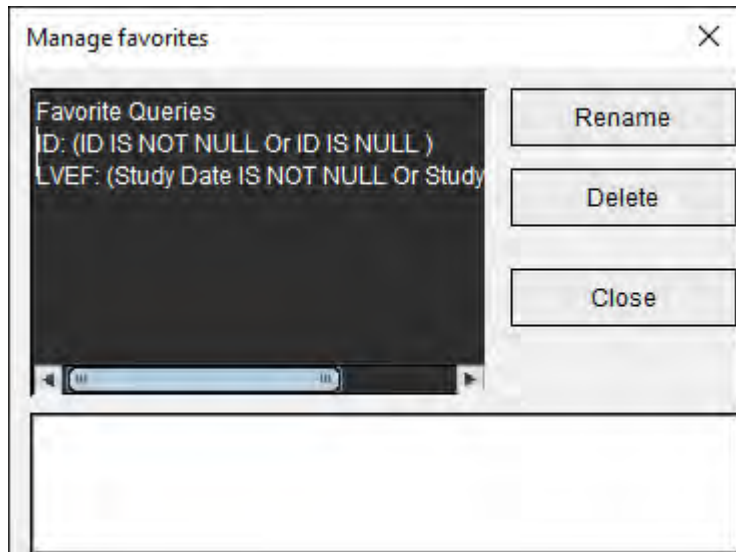 Manage favorites
Favorite Queries
ID: (ID IS NOT NULL Or ID IS NULL )
LVEF: (Study Date IS NOT NULL Or Study
Rename
Delete
Close